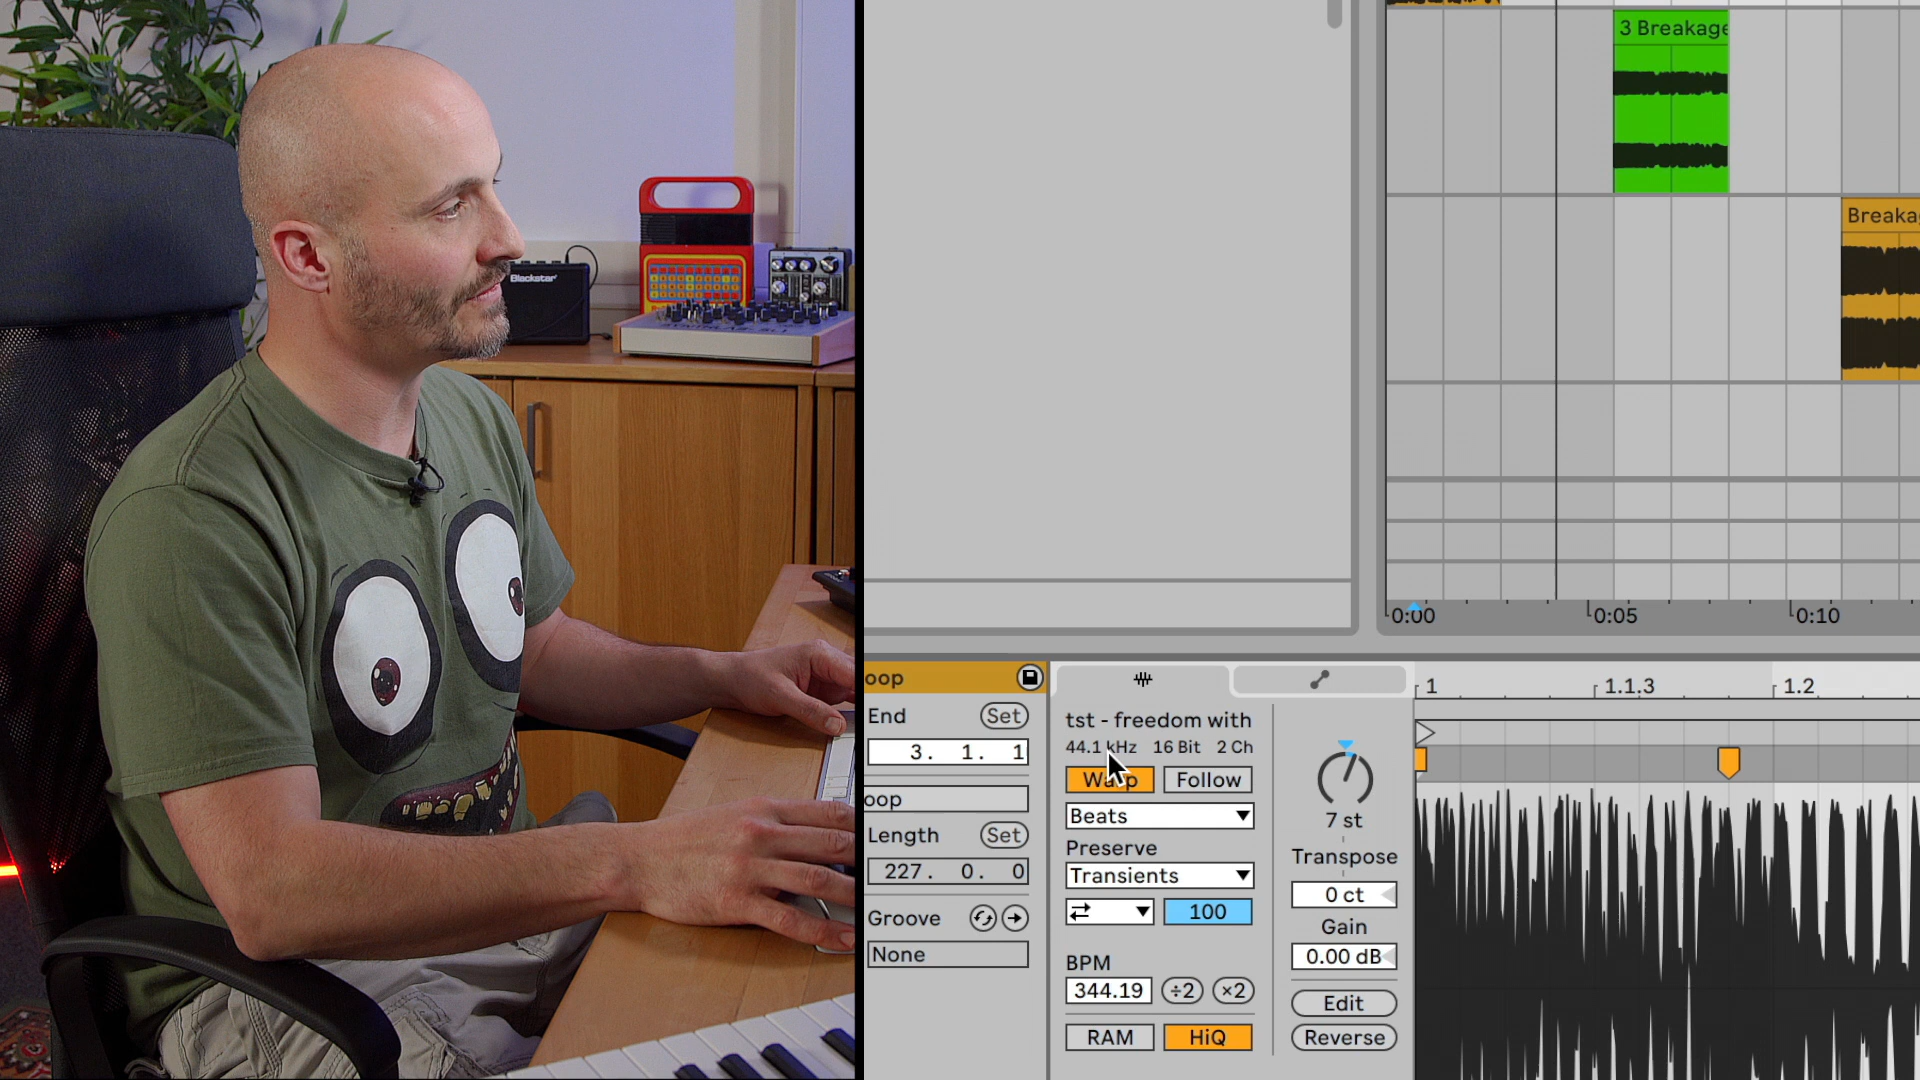 Blackstar
3 Breakage
Breaka
0:00
0:05
0:10
oop
End
Set
3. 1. 1
oop
Length
Set
227. 0. 0
Groove
None
tst - freedom with
44.1 kHz 16 Bit 2 Ch
Warp
Follow
Beats
Preserve
Transients
100
BPM
344.19
÷2
×2
RAM
HiQ
7 st
Transpose
0 ct
Gain
0.00 dB
Edit
Reverse
1
1.1.3
1.2